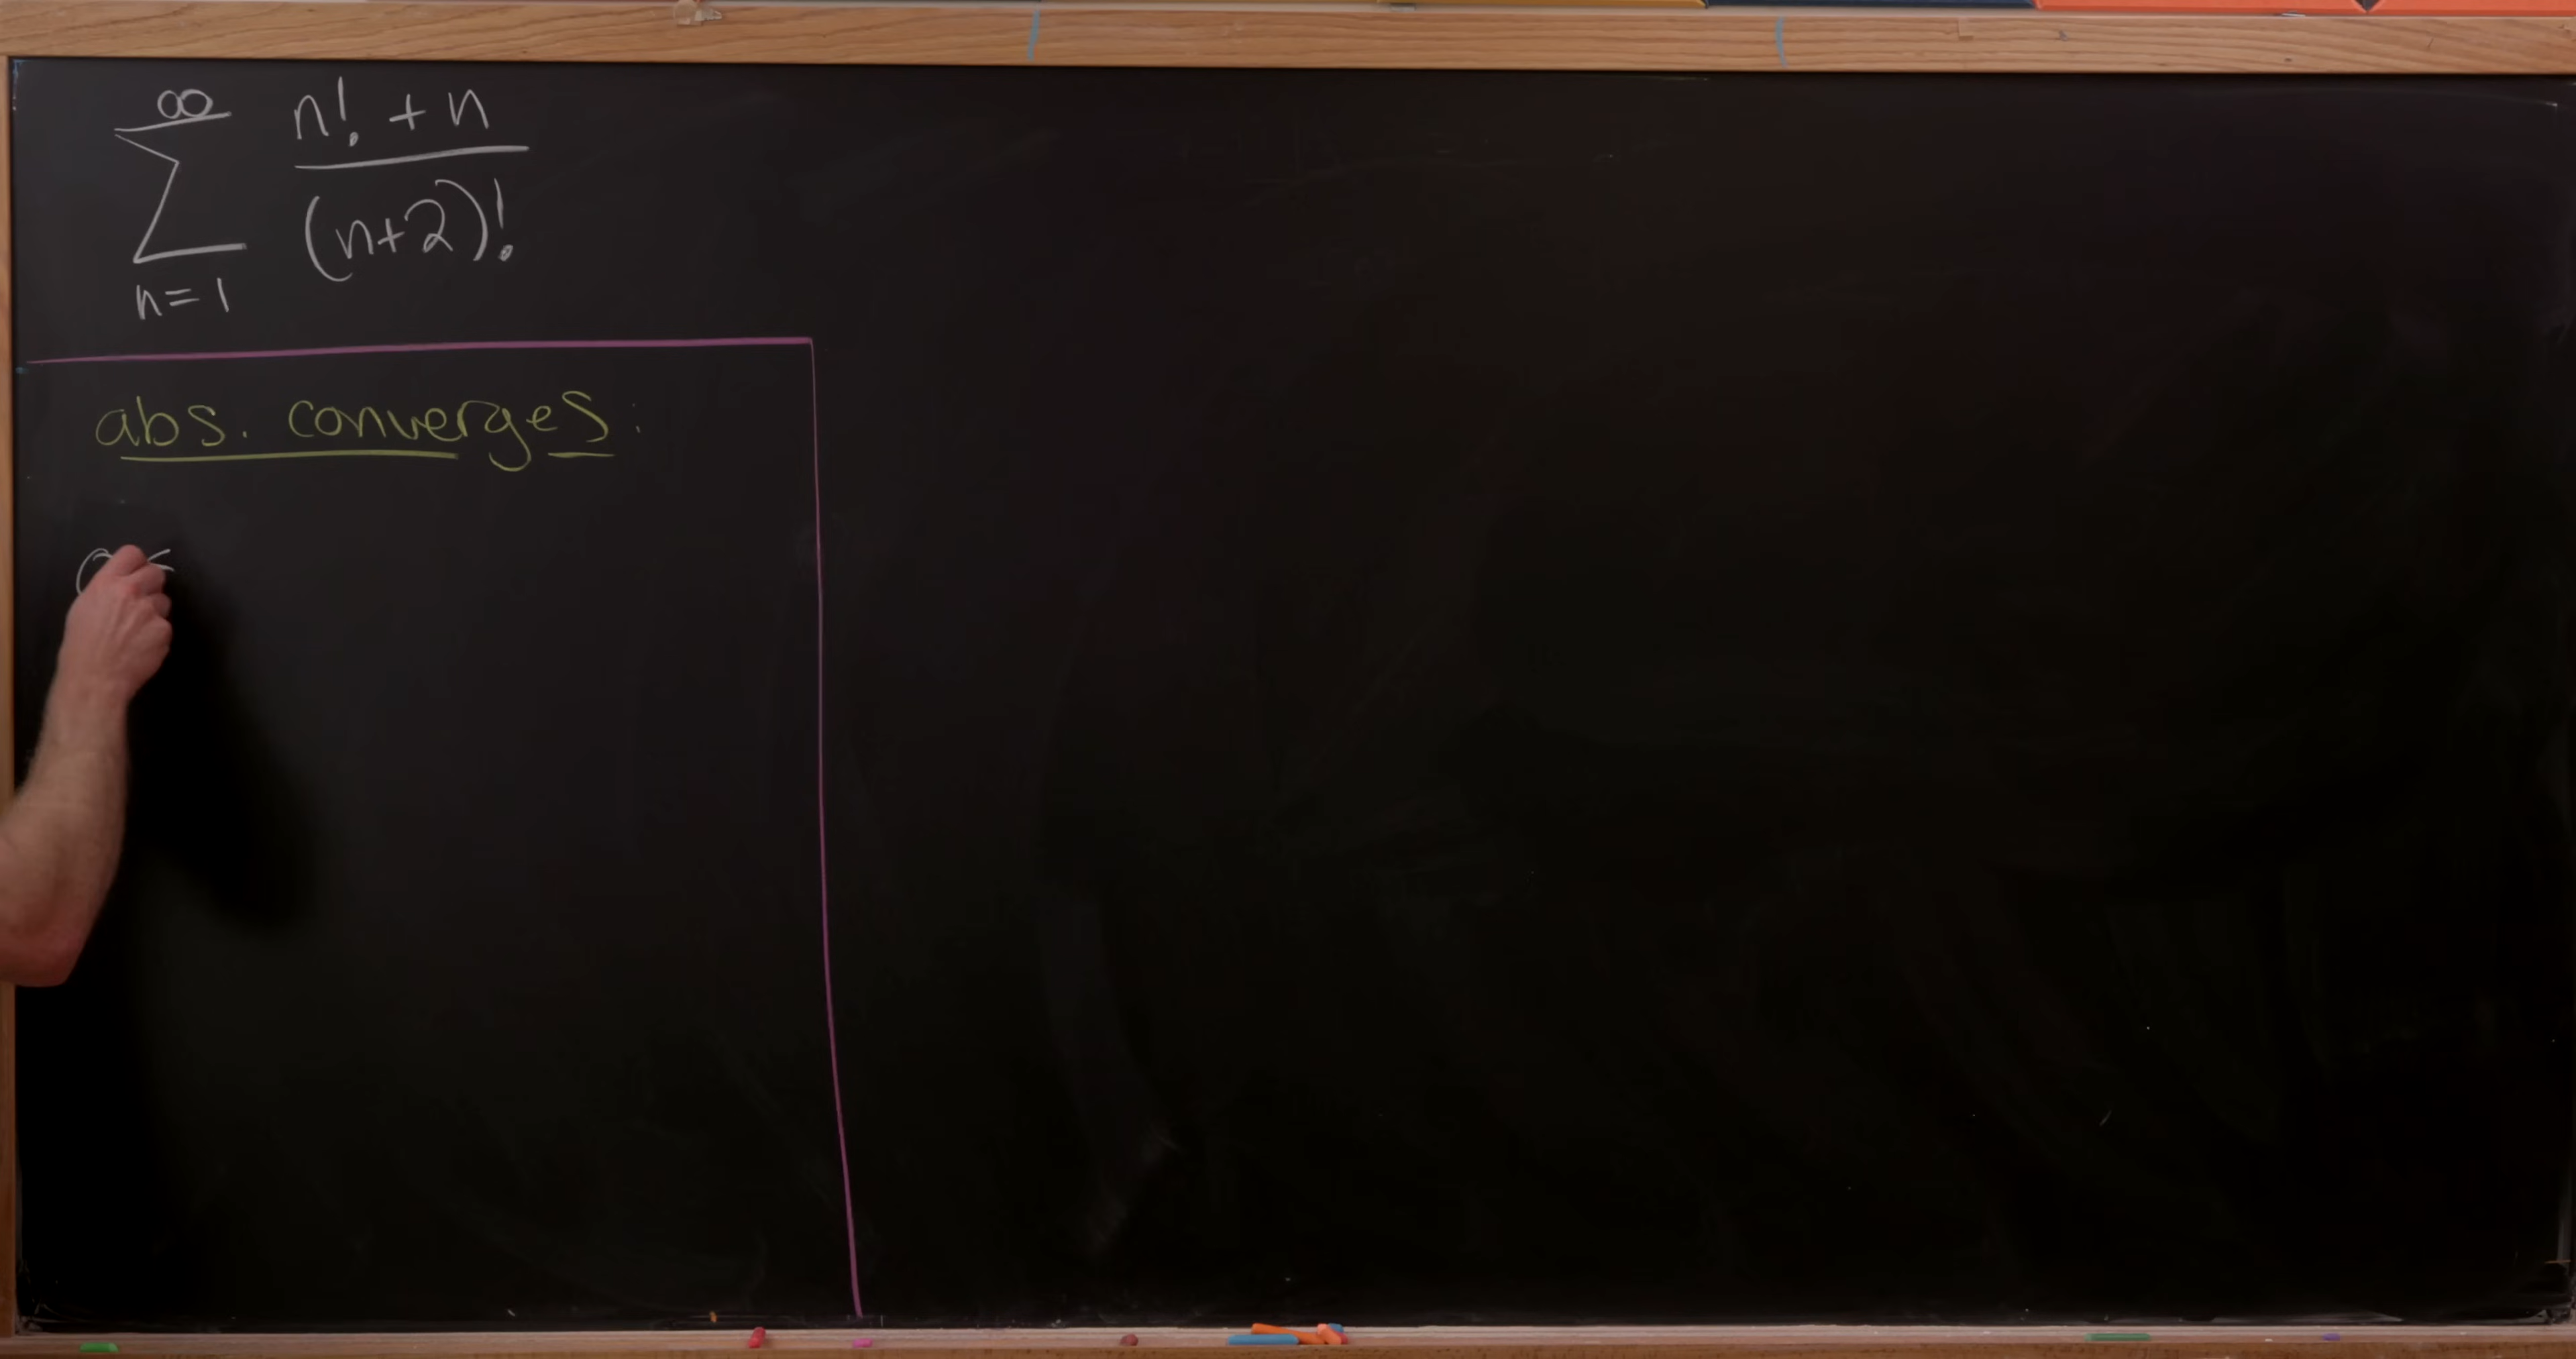 ∞
∑ n! + n / (n+2)!
n=1
abs. converges: